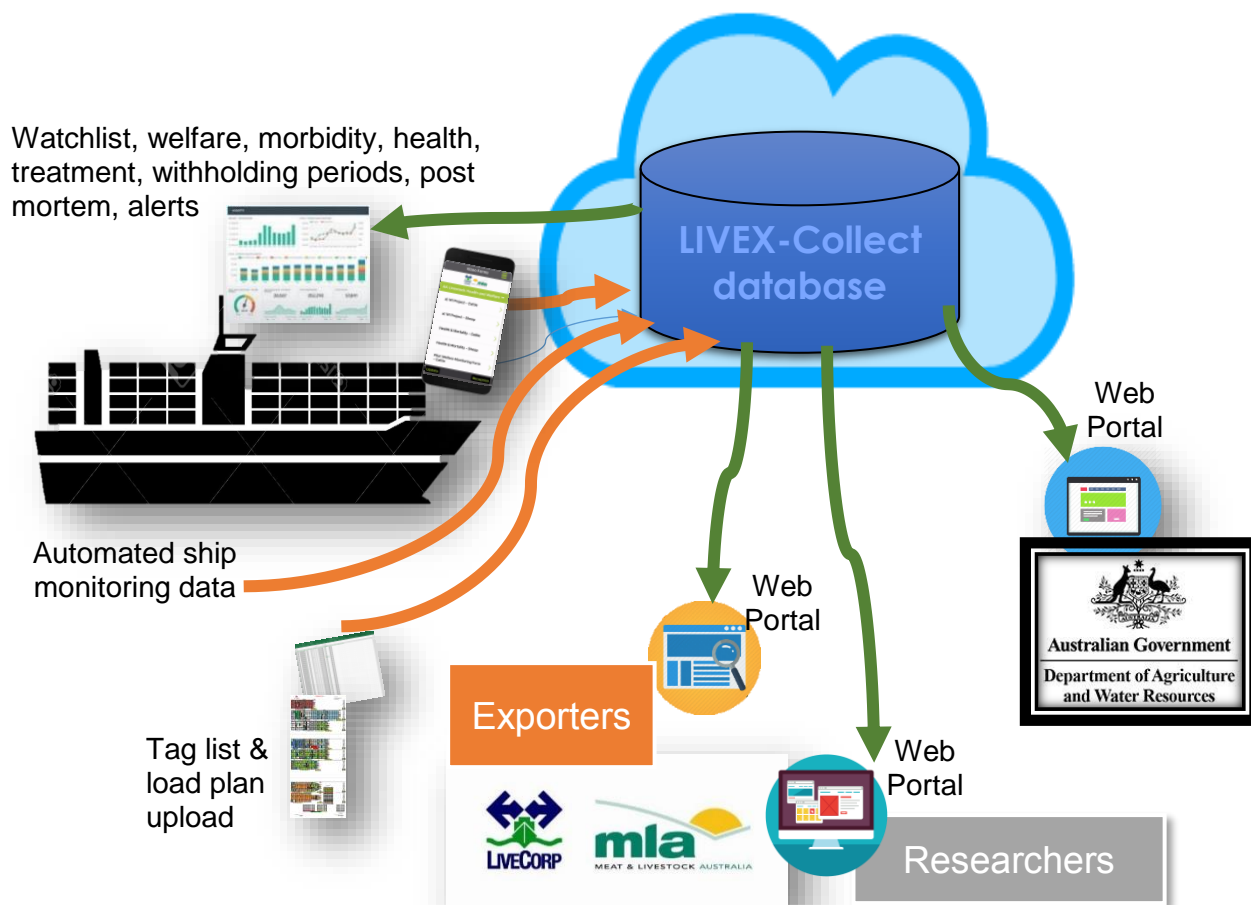 Watchlist, welfare, morbidity, health,
treatment, withholding periods, post
mortem, alerts
LIVEX-Collect
database
Web
Portal
Automated ship
monitoring data
Web
Portal
Australian Government
Department of Agriculture
and Water Resources
Exporters
Tag list &
load plan
upload
Web
Portal
LIVECORP
mla
MEAT & LIVESTOCK AUSTRALIA
Researchers